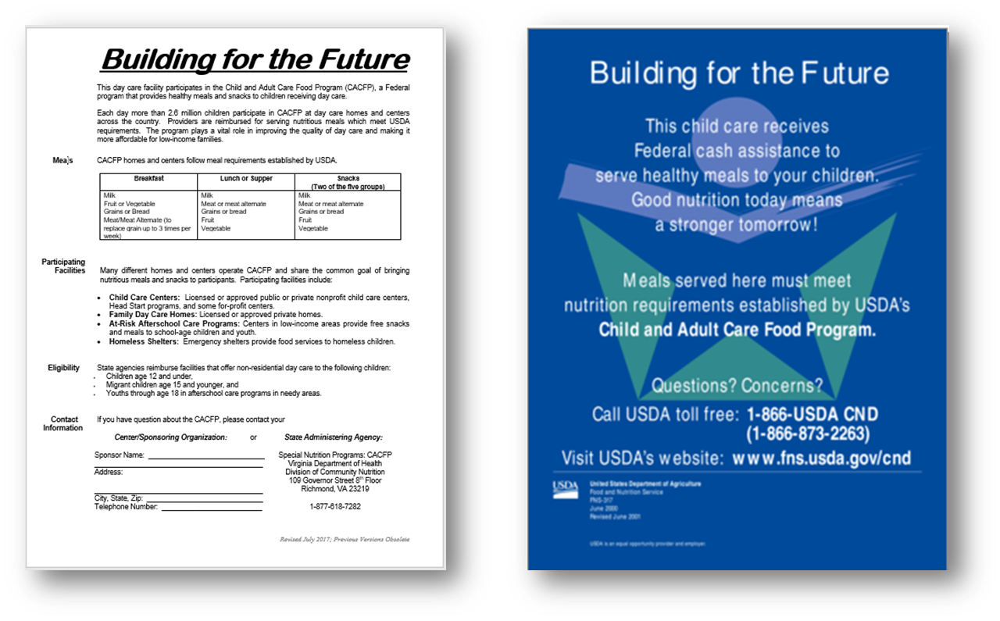 Building for the Future
This day care facility participates in the Child and Adult Care Food Program (CACFP), a Federal
program that provides healthy meals and snacks to children receiving day care.
Each day more than 2.6 million children participate in CACFP at day care homes and centers
across the country. Providers are reimbursed for serving nutritious meals which meet USDA
requirements. The program plays a vital role in improving the quality of day care and making it
more affordable for low-income families.
Meals
CACFP homes and centers follow meal requirements established by USDA.
Breakfast
Milk
Fruit or Vegetable
Grains or Bread
Meat/Meat Alternate (to
replace grain up to 3 times per
week)
Lunch or Supper
Milk
Meat or meat alternate
Grains or bread
Fruit
Vegetable
Snacks
(Two of the five groups)
Milk
Meat or meat alternate
Grains or bread
Fruit
Vegetable
Participating
Facilities
Many different homes and centers operate CACFP and share the common goal of bringing
nutritious meals and snacks to participants. Participating facilities include:
• Child Care Centers: Licensed or approved public or private nonprofit child care centers,
Head Start programs, and some for-profit centers.
• Family Day Care Homes: Licensed or approved private homes.
• At-Risk Afterschool Care Programs: Centers in low-income areas provide free snacks
and meals to school-age children and youth.
• Homeless Shelters: Emergency shelters provide food services to homeless children.
Eligibility
State agencies reimburse facilities that offer non-residential day care to the following children:
• Children age 12 and under,
• Migrant children age 15 and younger, and
• Youths through age 18 in afterschool care programs in needy areas.
Contact
Information
If you have question about the CACFP, please contact your
Center/Sponsoring Organization: or State Administering Agency:
Sponsor Name:
Address:
City, State, Zip:
Telephone Number:
Special Nutrition Programs: CACFP
Virginia Department of Health
Division of Community Nutrition
109 Governor Street 8th Floor
Richmond, VA 23219
1-877-618-7282
Revised July 2017; Previous Versions Obsolete
Building for the Future
This child care receives
Federal cash assistance to
serve healthy meals to your children.
Good nutrition today means
a stronger tomorrow!
Meals served here must meet
nutrition requirements established by USDA's
Child and Adult Care Food Program.
Questions? Concerns?
Call USDA toll free: 1-866-USDA CND
(1-866-873-2263)
Visit USDA's website: www.fns.usda.gov/cnd
USDA
United States Department of Agriculture
Food and Nutrition Service
FNS-317
June 2000
Revised June 2001
USDA is an equal opportunity provider and employer.